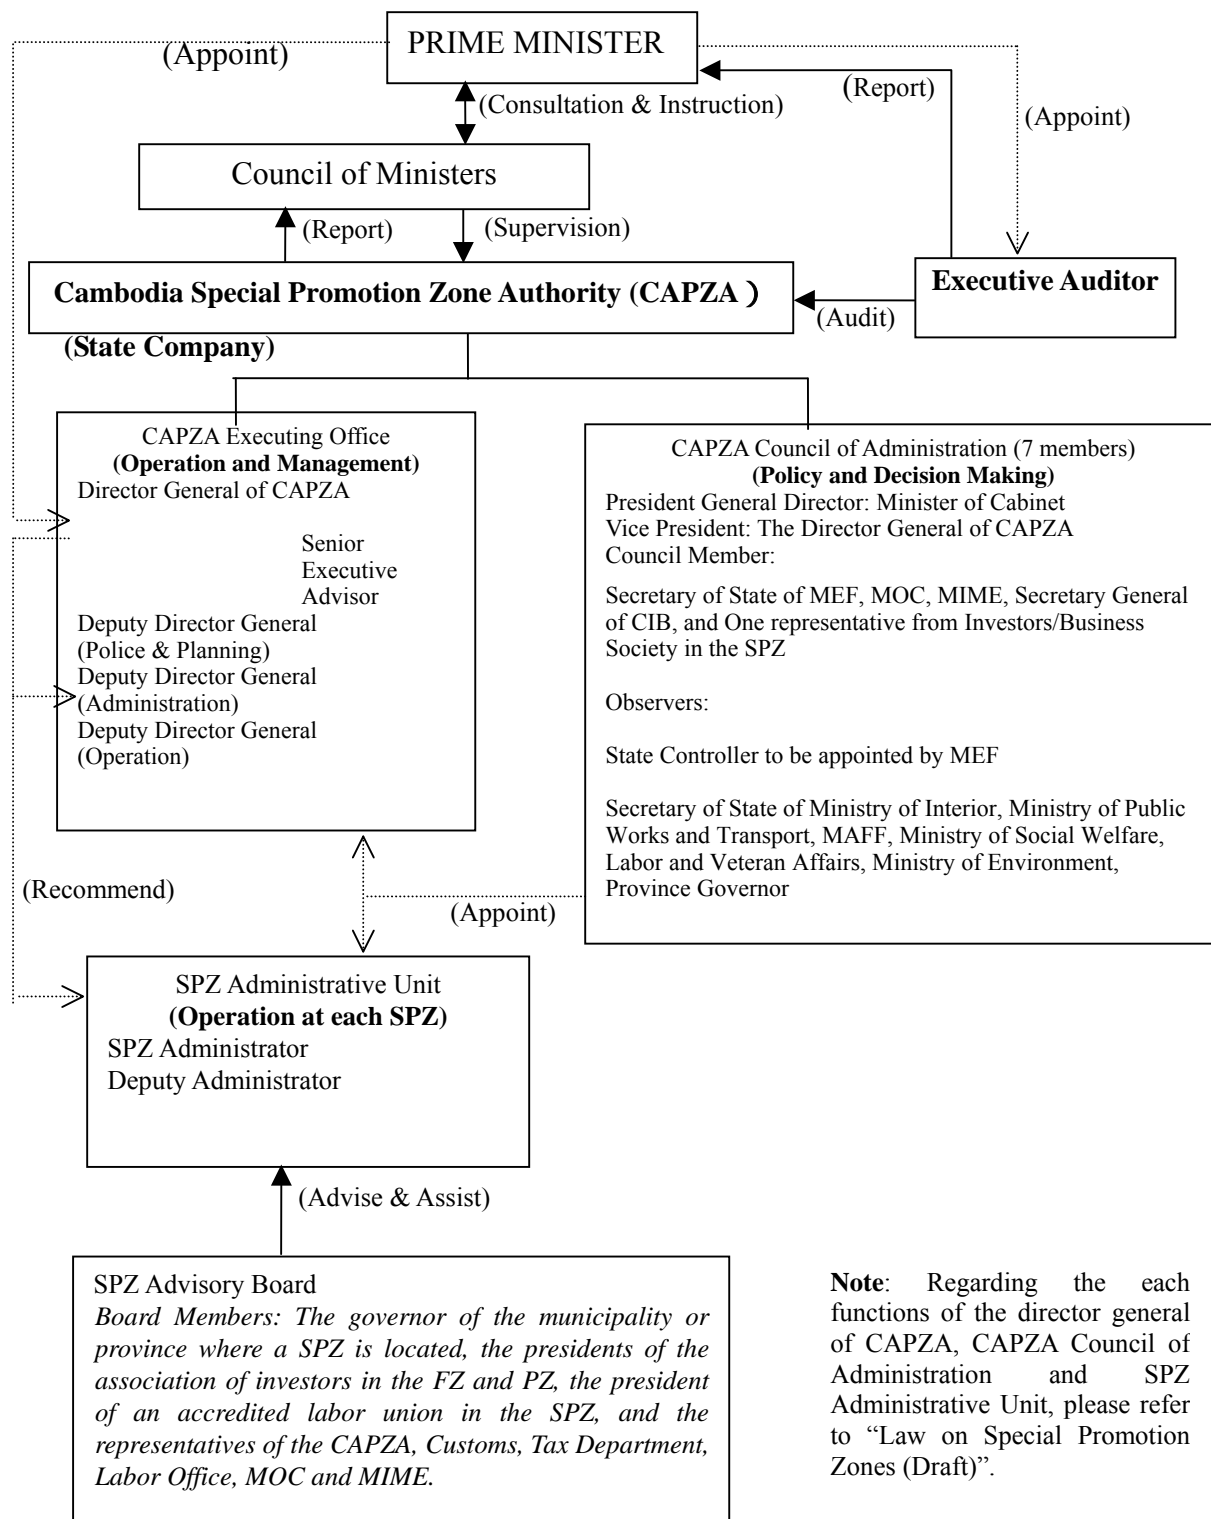 PRIME MINISTER
(Appoint)
(Report)
(Consultation & Instruction)
(Appoint)
Council of Ministers
(Report)
(Supervision)
Cambodia Special Promotion Zone Authority (CAPZA）
Executive Auditor
(Audit)
(State Company)
CAPZA Executing Office
(Operation and Management)
Director General of CAPZA
Senior
Executive
Advisor
Deputy Director General
(Police & Planning)
Deputy Director General
(Administration)
Deputy Director General
(Operation)
CAPZA Council of Administration (7 members)
(Policy and Decision Making)
President General Director: Minister of Cabinet
Vice President: The Director General of CAPZA
Council Member:
Secretary of State of MEF, MOC, MIME, Secretary General
of CIB, and One representative from Investors/Business
Society in the SPZ
Observers:
State Controller to be appointed by MEF
Secretary of State of Ministry of Interior, Ministry of Public
Works and Transport, MAFF, Ministry of Social Welfare,
Labor and Veteran Affairs, Ministry of Environment,
Province Governor
(Recommend)
(Appoint)
SPZ Administrative Unit
(Operation at each SPZ)
SPZ Administrator
Deputy Administrator
(Advise & Assist)
SPZ Advisory Board
Board Members: The governor of the municipality or
province where a SPZ is located, the presidents of the
association of investors in the FZ and PZ, the president
of an accredited labor union in the SPZ, and the
representatives of the CAPZA, Customs, Tax Department,
Labor Office, MOC and MIME.
Note: Regarding the each
functions of the director general
of CAPZA, CAPZA Council of
Administration and SPZ
Administrative Unit, please refer
to “Law on Special Promotion
Zones (Draft)”.